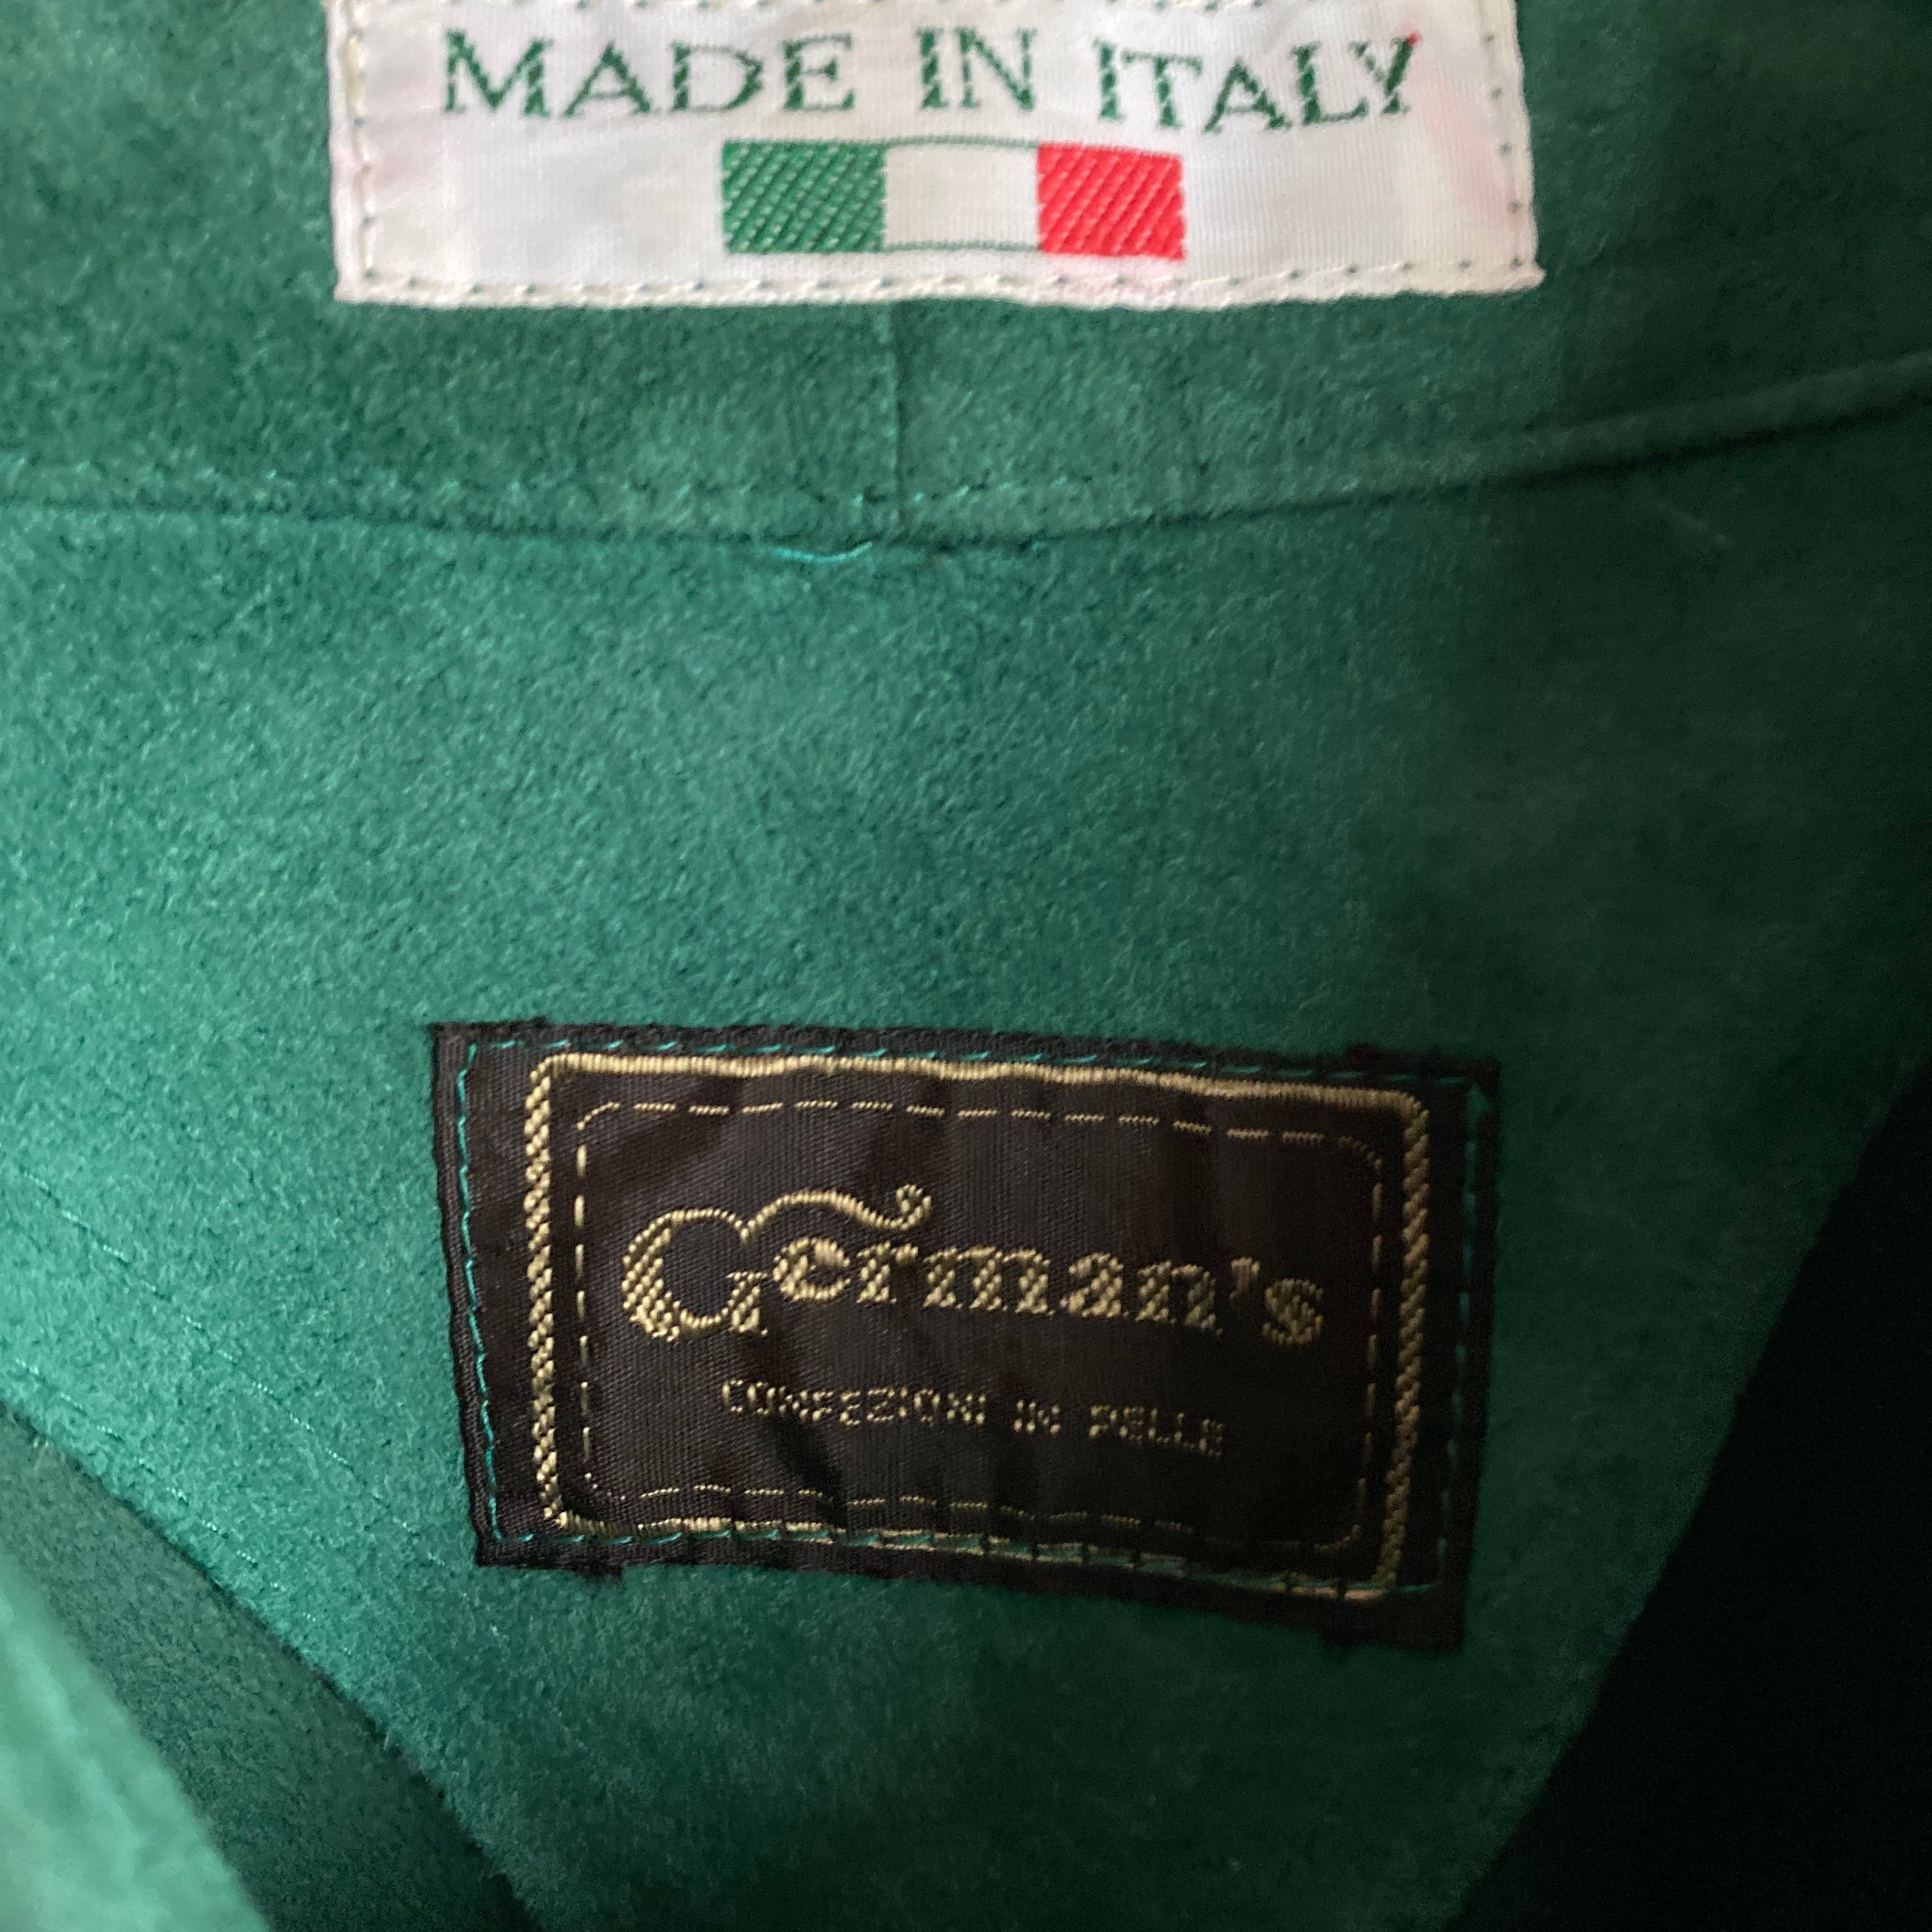 MADE IN ITALY
German's
CONFEZIONI IN PELLE